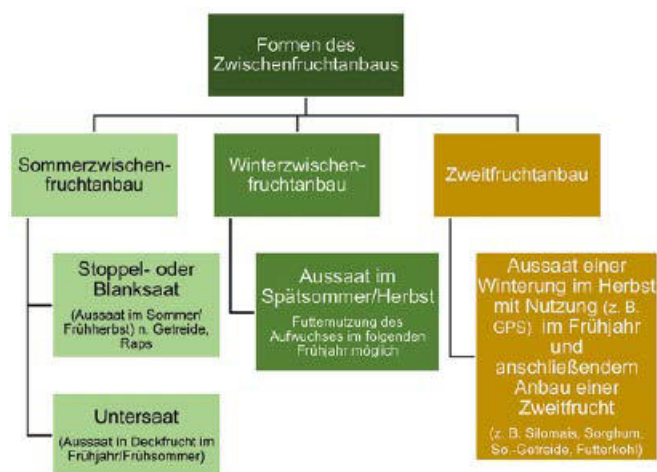 Formen des
Zwischenfruchtanbaus
Sommerzwischen-
fruchtanbau
Winterzwischen-
fruchtanbau
Zweitfruchtanbau
Stoppel- oder
Blanksaat
(Aussaat im Sommer/
Frühherbst) n. Getreide,
Raps
Untersaat
(Aussaat in Deckfrucht im
Frühjahr/Frühsommer)
Aussaat im
Spätsommer/Herbst
Futternutzung des
Aufwuchses im folgenden
Frühjahr möglich
Aussaat einer
Winterung im Herbst
mit Nutzung (z. B.
GPS) im Frühjahr
und
anschließendem
Anbau einer
Zweitfrucht
(z. B. Silomais, Sorghum,
So.-Getreide, Futterkohl)